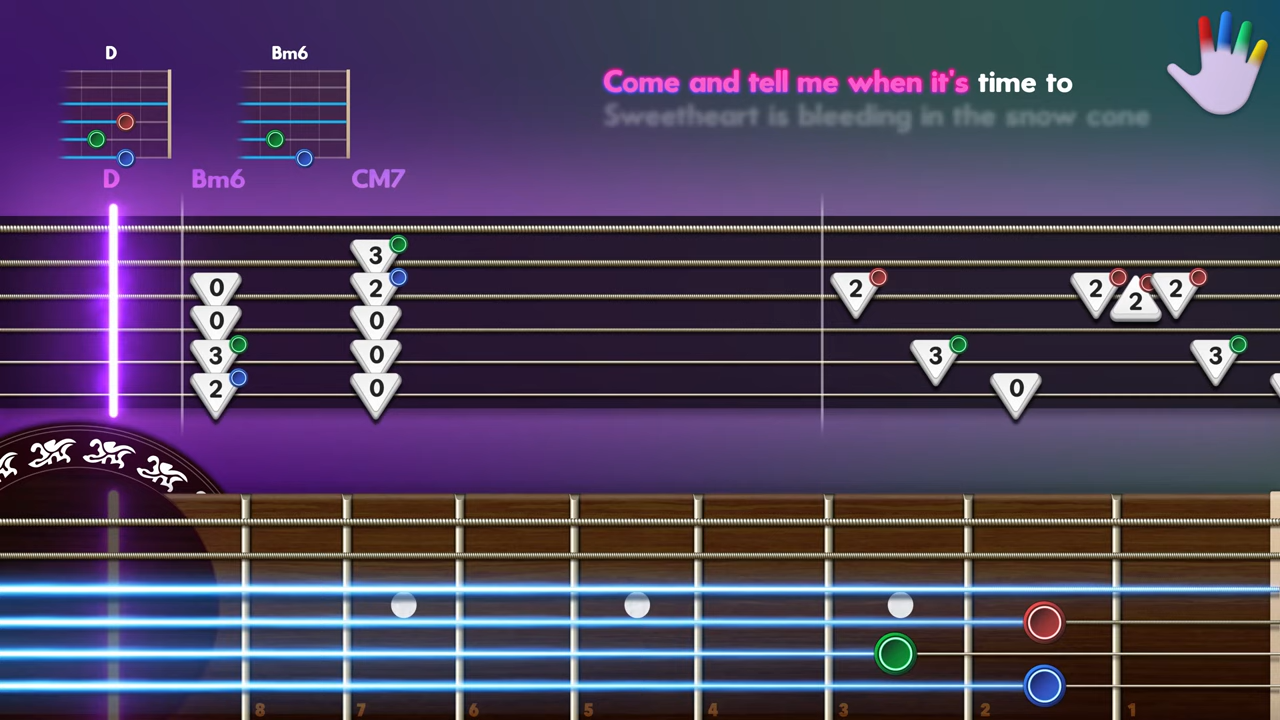 D Bm6
Come and tell me when it's time to
Sweetheart is bleeding in the snow cone
D Bm6 CM7
3
0 2 2 2 2 2
0 0
3 0 3 3
2 0 0
8 7 6 5 4 3 2 1